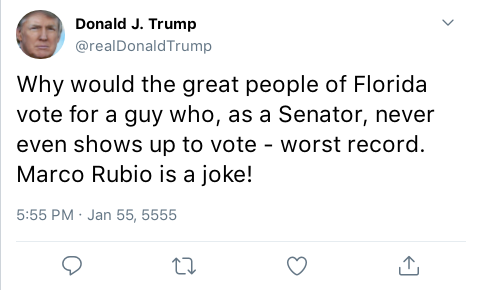 Donald J. Trump
@realDonaldTrump
Why would the great people of Florida
vote for a guy who, as a Senator, never
even shows up to vote - worst record.
Marco Rubio is a joke!
5:55 PM · Jan 55, 5555